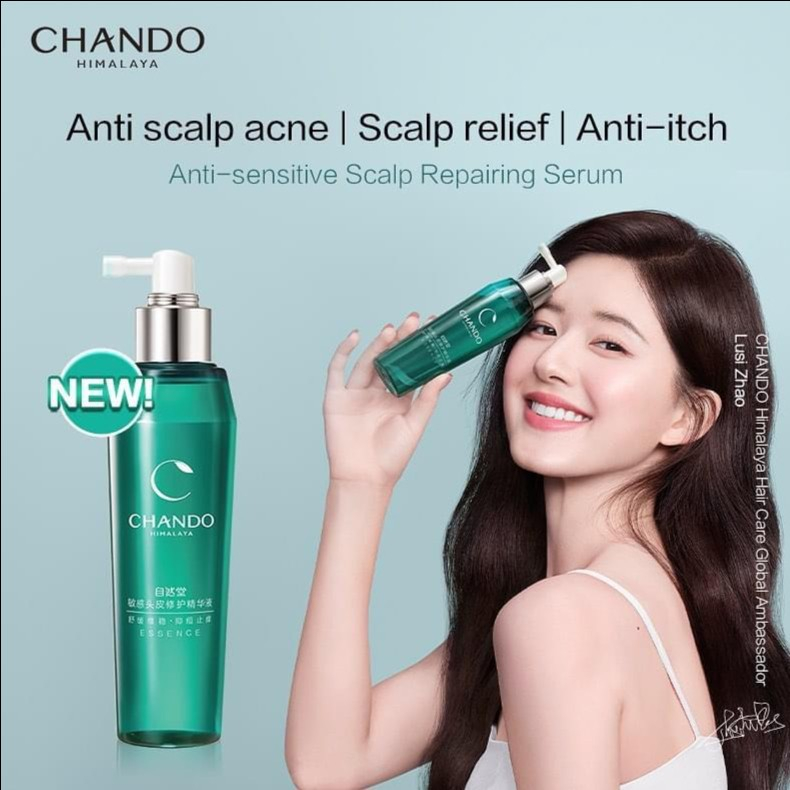 CHANDO
HIMALAYA
Anti scalp acne | Scalp relief | Anti-itch
Anti-sensitive Scalp Repairing Serum
NEW!
CHANDO
HIMALAYA
自然堂
敏感头皮修护精华液
舒缓维稳·抑痘止痒
ESSENCE
CHANDO
CHANDO Himalaya Hair Care Global Ambassador
Lusi Zhao